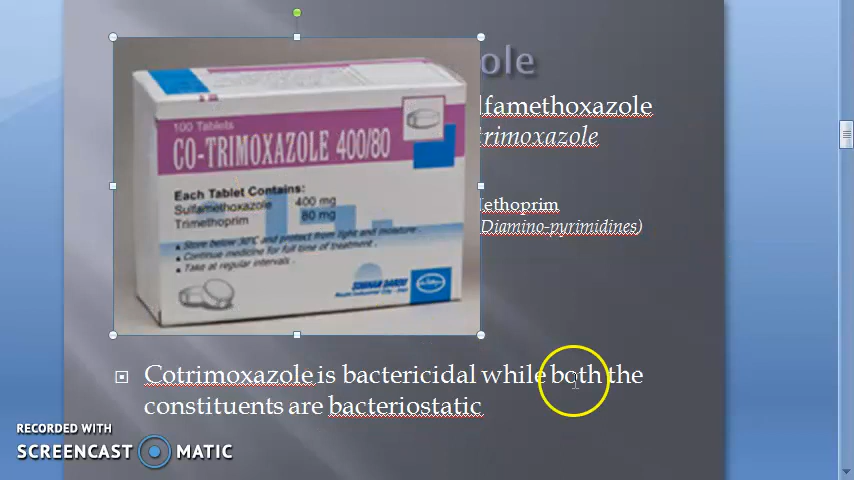 ole
lfamethoxazole
trimoxazole
Methoprim
Diamino-pyrimidines)
100 Tablets
CO-TRIMOXAZOLE 400/80
Each Tablet Contains:
Sulfamethoxazole 400 mg
Trimethoprim 80 mg
▲ Store below 30°C and protect from light and moisture.
▲ Continue medicine for full time of treatment.
▲ Take at regular intervals.
Cotrimoxazole is bactericidal while both the
constituents are bacteriostatic
RECORDED WITH
SCREENCAST MATIC